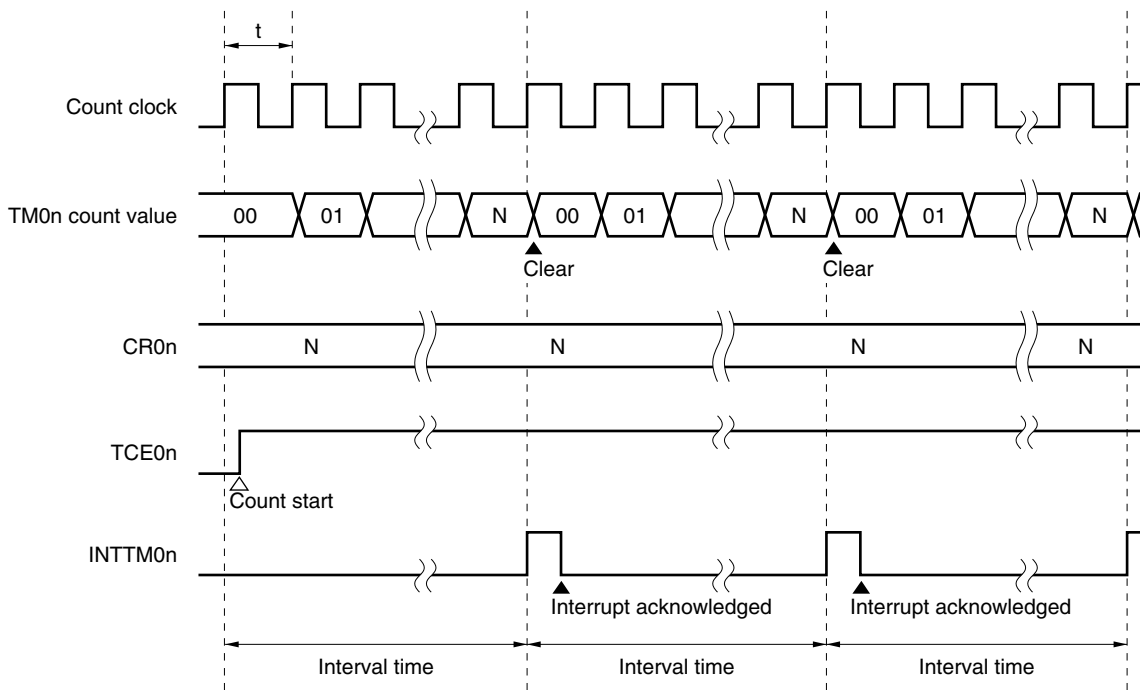 t
Count clock
TM0n count value 00 01 N 00 01 N 00 01 N
Clear Clear
CR0n N N N N
TCE0n
Count start
INTTM0n
Interrupt acknowledged Interrupt acknowledged
Interval time Interval time Interval time